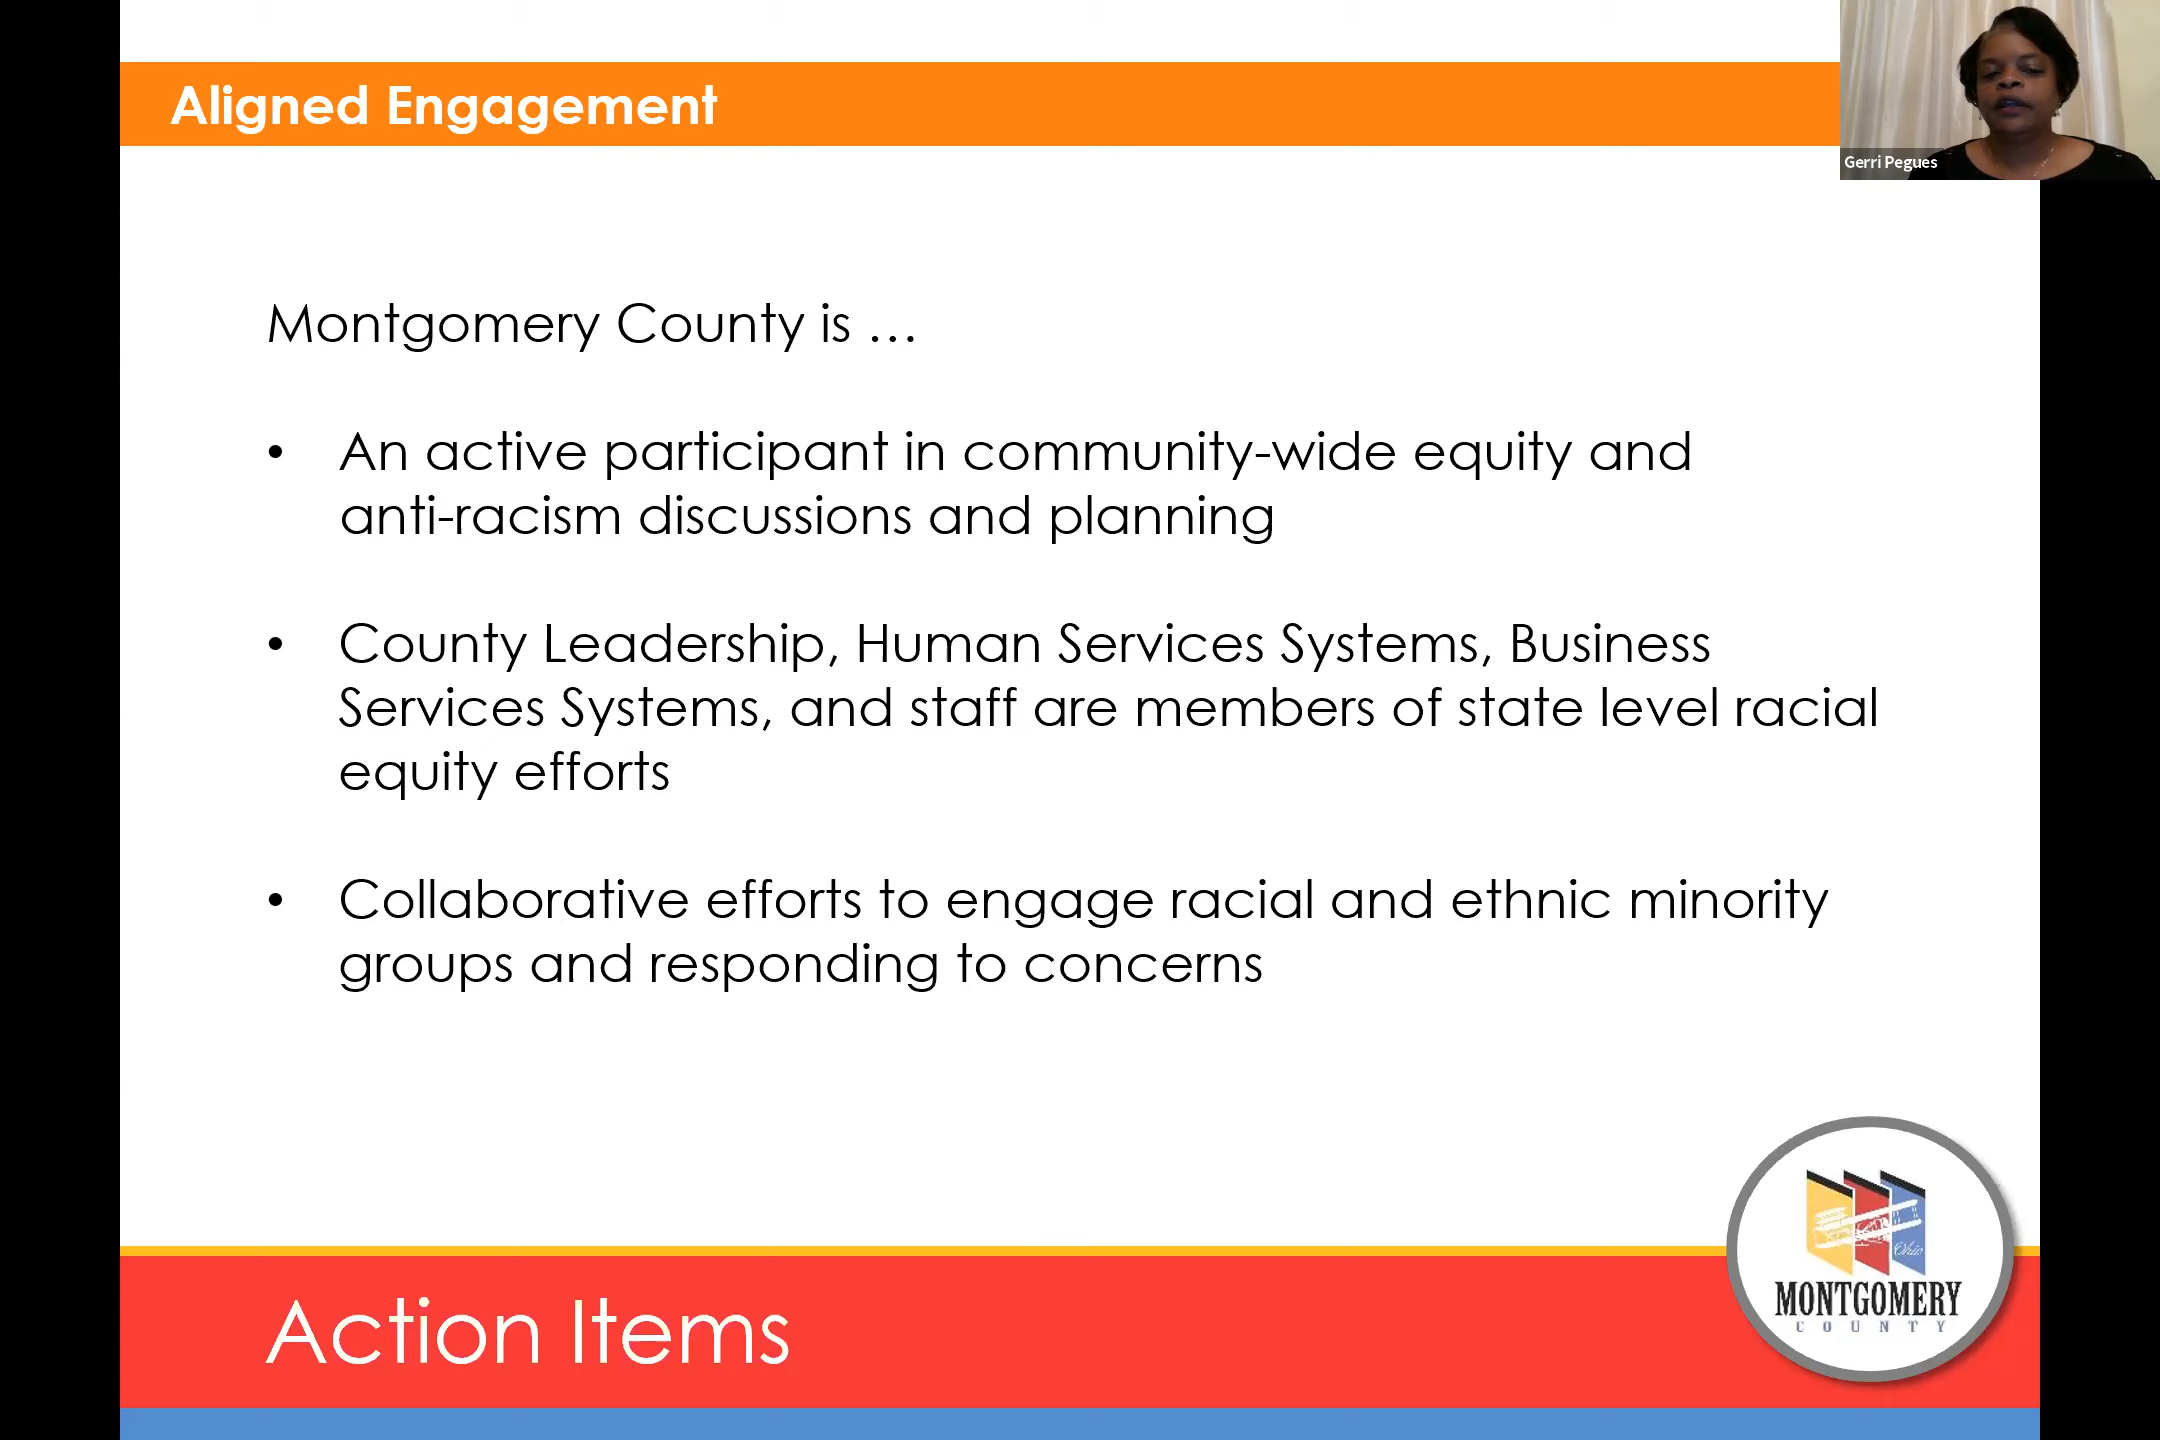 Aligned Engagement
Gerri Pegues
Montgomery County is …
• An active participant in community-wide equity and
anti-racism discussions and planning
• County Leadership, Human Services Systems, Business
Services Systems, and staff are members of state level racial
equity efforts
• Collaborative efforts to engage racial and ethnic minority
groups and responding to concerns
Ohio
MONTGOMERY
COUNTY
Action Items